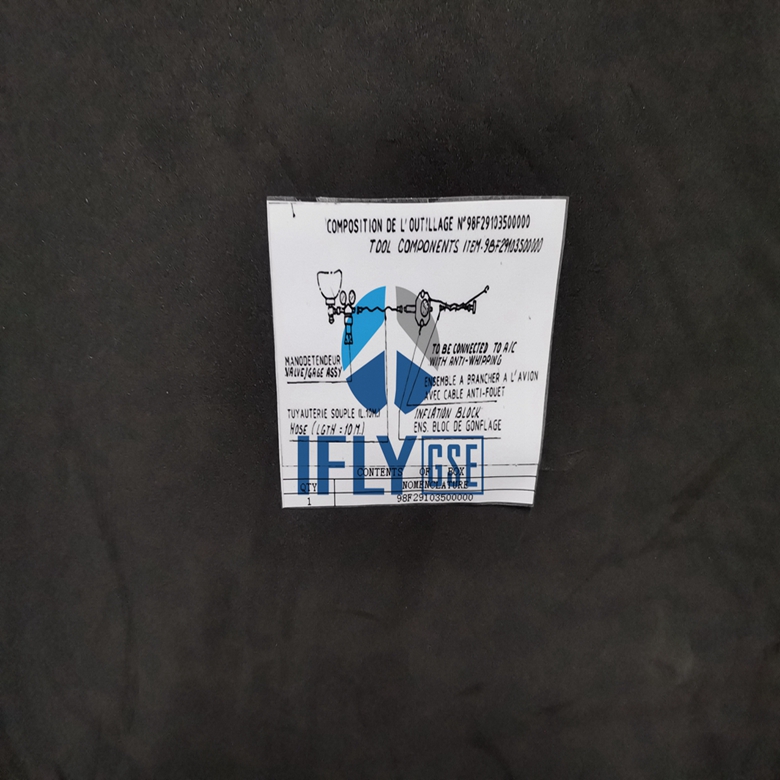 COMPOSITION DE L'OUTILLAGE N°98F29103500000
TOOL COMPONENTS ITEM.98F29103500000
MANODETENDEUR
VALVE/GAGE ASSY
TO BE CONNECTED TO A/C
WITH ANTI-WHIPPING
ENSEMBLE A BRANCHER A L'AVION
AVEC CABLE ANTI-FOUET
TUYAUTERIE SOUPLE (L.10M.)
HOSE (LGTH = 10 M.)
INFLATION BLOCK
ENS. BLOC DE GONFLAGE
IFLY GSE
CONTENTS OF BOX
QTY NOMENCLATURE
1 98F29103500000